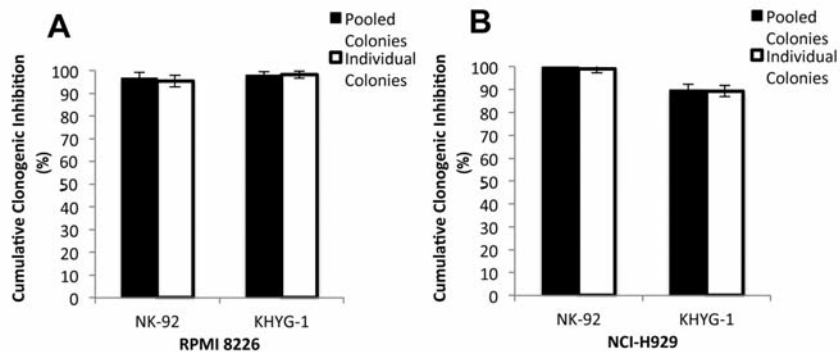 A
Pooled
Colonies
Individual
Colonies
Cumulative Clonogenic Inhibition
(%)
100
90
80
70
60
50
40
30
20
10
0
NK-92
KHYG-1
RPMI 8226
B
Pooled
Colonies
Individual
Colonies
Cumulative Clonogenic Inhibition
(%)
100
90
80
70
60
50
40
30
20
10
0
NK-92
KHYG-1
NCI-H929